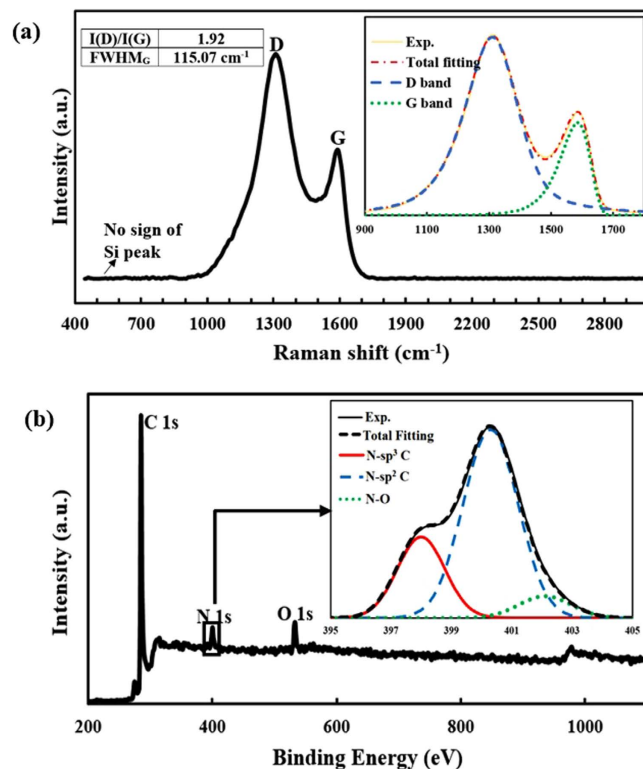 (a)
I(D)/I(G) 1.92
FWHMG 115.07 cm-1
D
G
No sign of
Si peak
Intensity (a.u.)
Exp.
Total fitting
D band
G band
900 1100 1300 1500 1700
400 700 1000 1300 1600 1900 2200 2500 2800
Raman shift (cm-1)
(b)
C 1s
N 1s
O 1s
Intensity (a.u.)
Exp.
Total Fitting
N-sp3 C
N-sp2 C
N-O
395 397 399 401 403 405
200 400 600 800 1000
Binding Energy (eV)